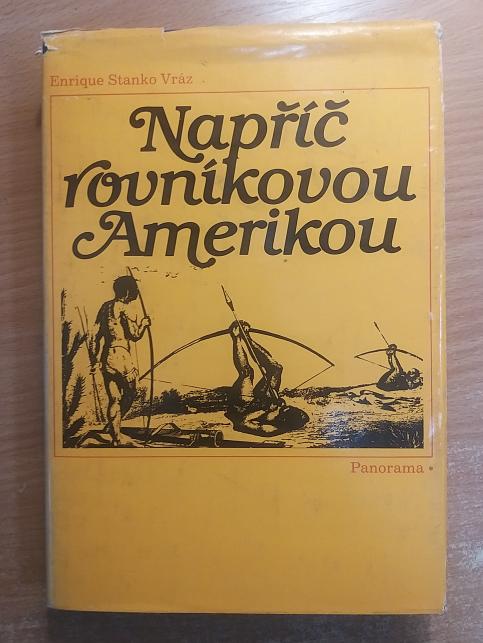 Enrique Stanko Vráz
Napříč
rovníkovou
Amerikou
Panorama